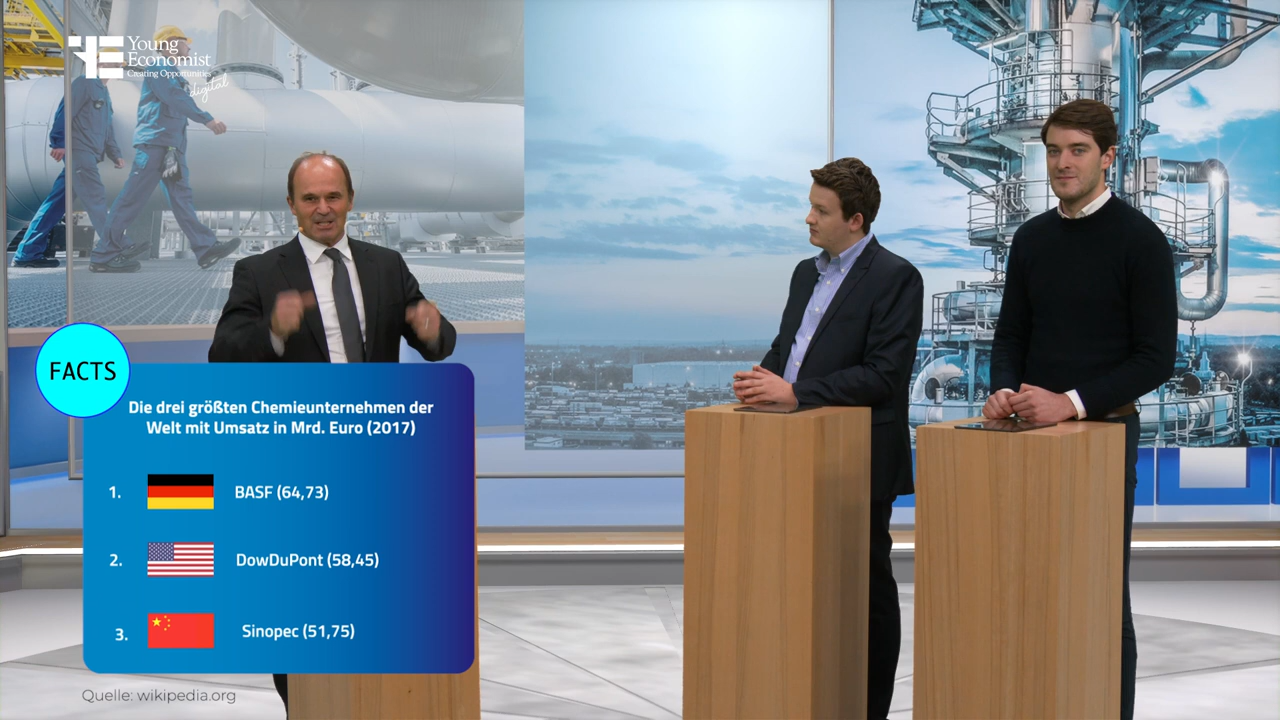 Young
Economist
Creating Opportunities
digital
FACTS
Die drei größten Chemieunternehmen der
Welt mit Umsatz in Mrd. Euro (2017)
1. BASF (64,73)
2. DowDuPont (58,45)
3. Sinopec (51,75)
Quelle: wikipedia.org